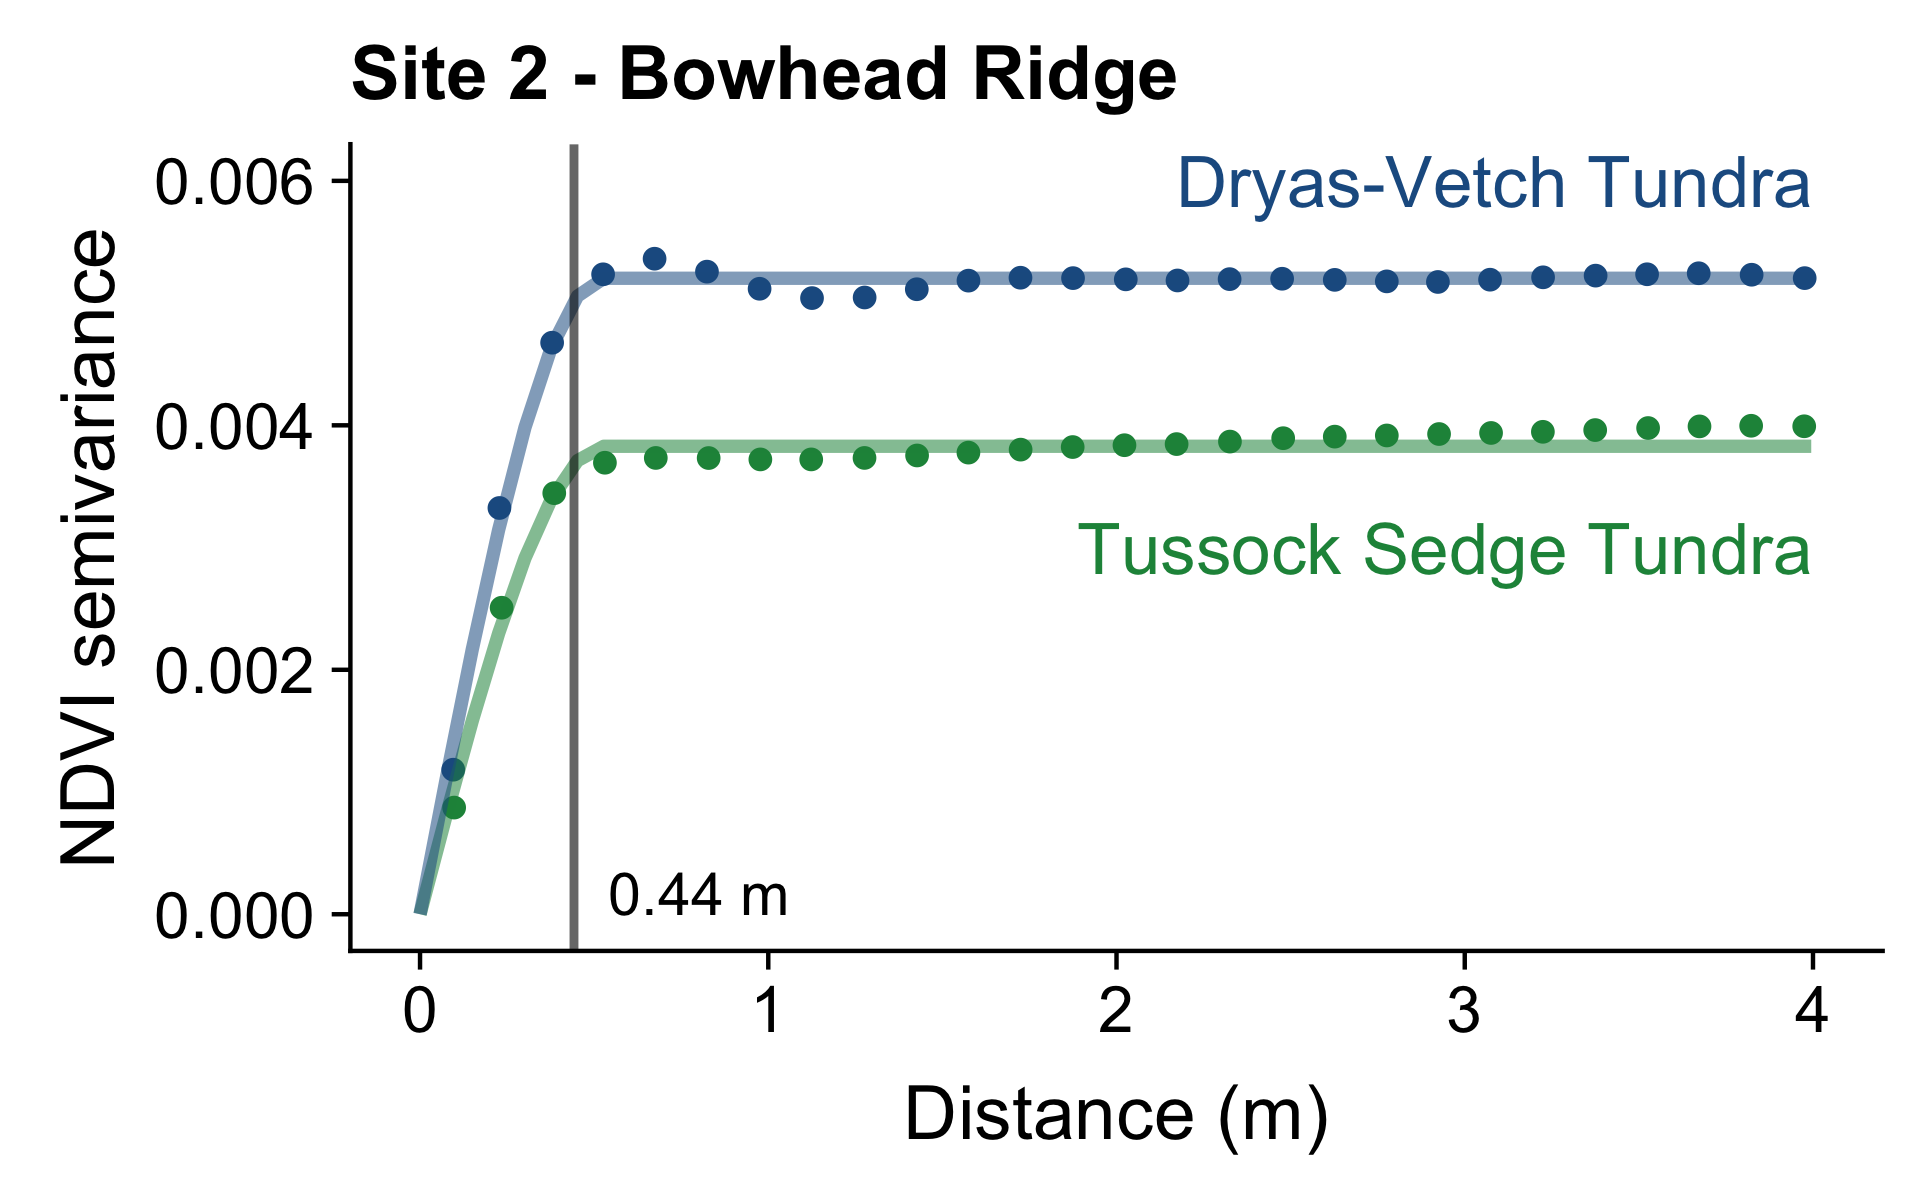 Site 2 - Bowhead Ridge
Dryas-Vetch Tundra
Tussock Sedge Tundra
0.44 m
NDVI semivariance
0.006
0.004
0.002
0.000
0 1 2 3 4
Distance (m)